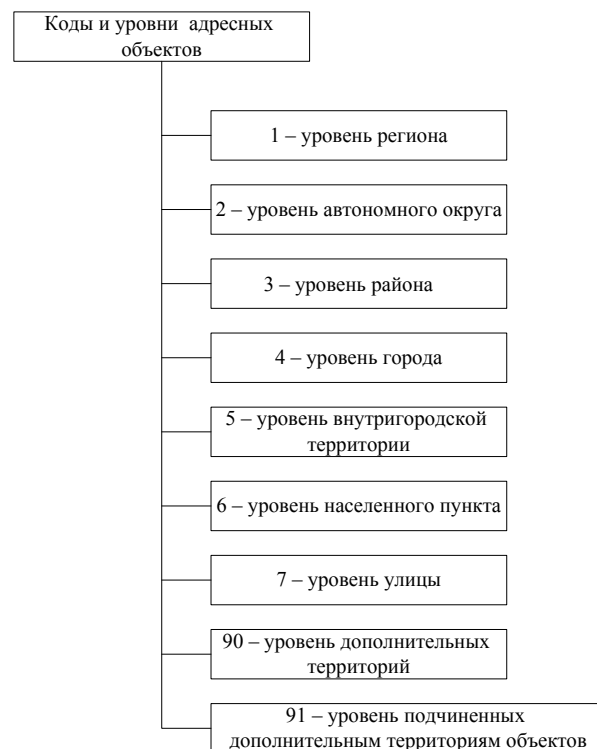 Коды и уровни адресных
объектов
1 – уровень региона
2 – уровень автономного округа
3 – уровень района
4 – уровень города
5 – уровень внутригородской
территории
6 – уровень населенного пункта
7 – уровень улицы
90 – уровень дополнительных
территорий
91 – уровень подчиненных
дополнительным территориям объектов